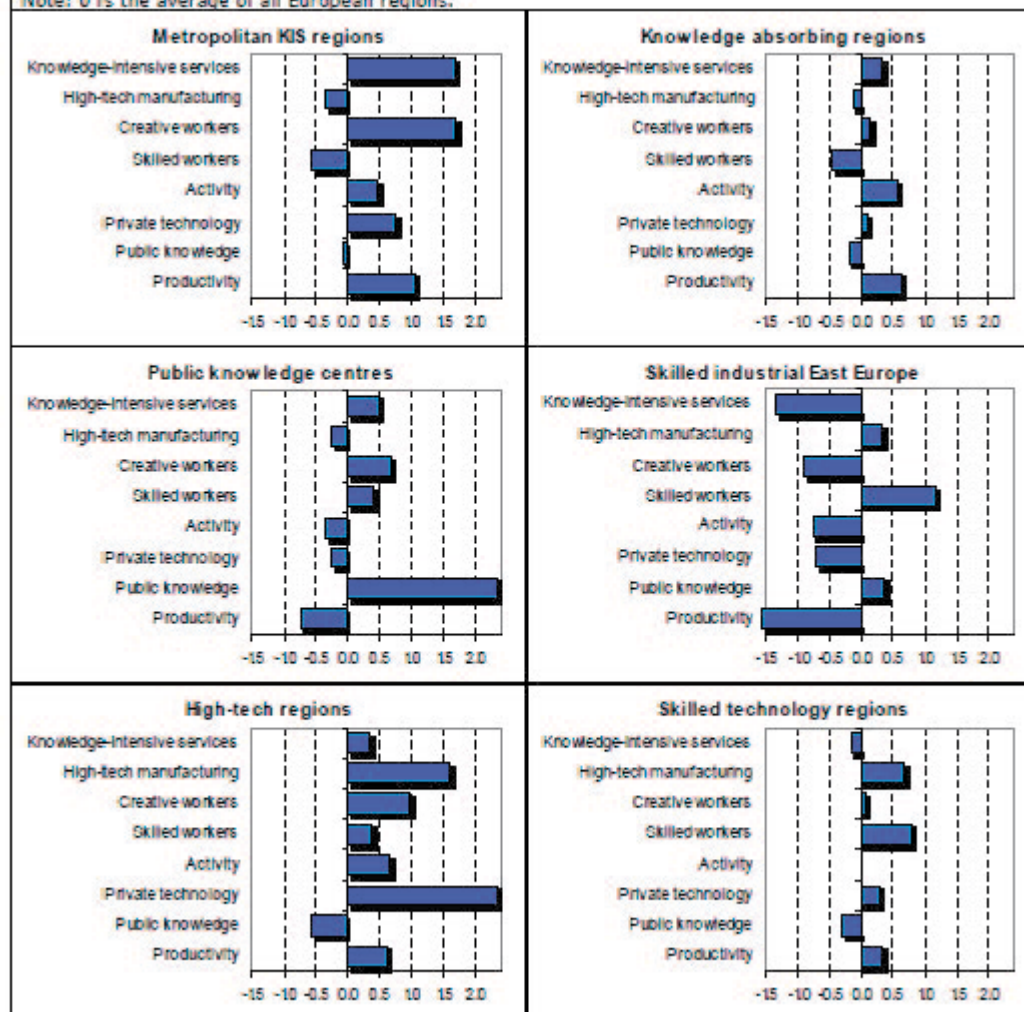 Note: 0 is the average of all European regions.
Metropolitan KIS regions
Knowledge-intensive services
High-tech manufacturing
Creative workers
Skilled workers
Activity
Private technology
Public knowledge
Productivity
-1.5 -1.0 -0.5 0.0 0.5 1.0 1.5 2.0
Knowledge absorbing regions
Knowledge-intensive services
High-tech manufacturing
Creative workers
Skilled workers
Activity
Private technology
Public knowledge
Productivity
-1.5 -1.0 -0.5 0.0 0.5 1.0 1.5 2.0
Public knowledge centres
Knowledge-intensive services
High-tech manufacturing
Creative workers
Skilled workers
Activity
Private technology
Public knowledge
Productivity
-1.5 -1.0 -0.5 0.0 0.5 1.0 1.5 2.0
Skilled industrial East Europe
Knowledge-intensive services
High-tech manufacturing
Creative workers
Skilled workers
Activity
Private technology
Public knowledge
Productivity
-1.5 -1.0 -0.5 0.0 0.5 1.0 1.5 2.0
High-tech regions
Knowledge-intensive services
High-tech manufacturing
Creative workers
Skilled workers
Activity
Private technology
Public knowledge
Productivity
-1.5 -1.0 -0.5 0.0 0.5 1.0 1.5 2.0
Skilled technology regions
Knowledge-intensive services
High-tech manufacturing
Creative workers
Skilled workers
Activity
Private technology
Public knowledge
Productivity
-1.5 -1.0 -0.5 0.0 0.5 1.0 1.5 2.0